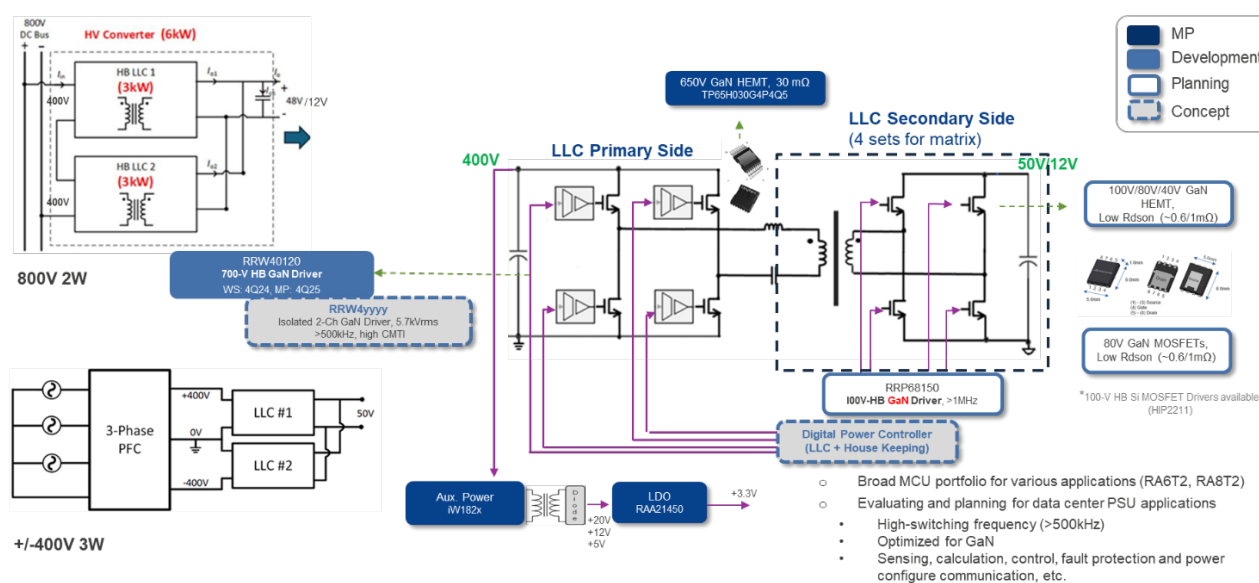 800V
DC Bus
+
−
HV Converter (6kW)
HB LLC 1
(3kW)
400V
HB LLC 2
(3kW)
400V
+
48V/12V
−
800V 2W
650V GaN HEMT, 30 mΩ
TP65H030G4P4Q5
MP
Development
Planning
Concept
LLC Primary Side
400V
LLC Secondary Side
(4 sets for matrix)
50V/12V
100V/80V/40V GaN
HEMT,
Low Rdson (~0.6/1mΩ)
80V GaN MOSFETs,
Low Rdson (~0.6/1mΩ)
*100-V HB Si MOSFET Drivers available
(HIP2211)
RRW40120
700-V HB GaN Driver
WS: 4Q24, MP: 4Q25
RRW4yyyy
Isolated 2-Ch GaN Driver, 5.7kVrms
>500kHz, high CMTI
RRP68150
100V-HB GaN Driver, >1MHz
Digital Power Controller
(LLC + House Keeping)
3-Phase
PFC
+400V
0V
-400V
LLC #1
LLC #2
50V
+/-400V 3W
Aux. Power
iW182x
Diode
+20V
+12V
+5V
LDO
RAA21450
+3.3V
o Broad MCU portfolio for various applications (RA6T2, RA8T2)
o Evaluating and planning for data center PSU applications
• High-switching frequency (>500kHz)
• Optimized for GaN
• Sensing, calculation, control, fault protection and power
configure communication, etc.